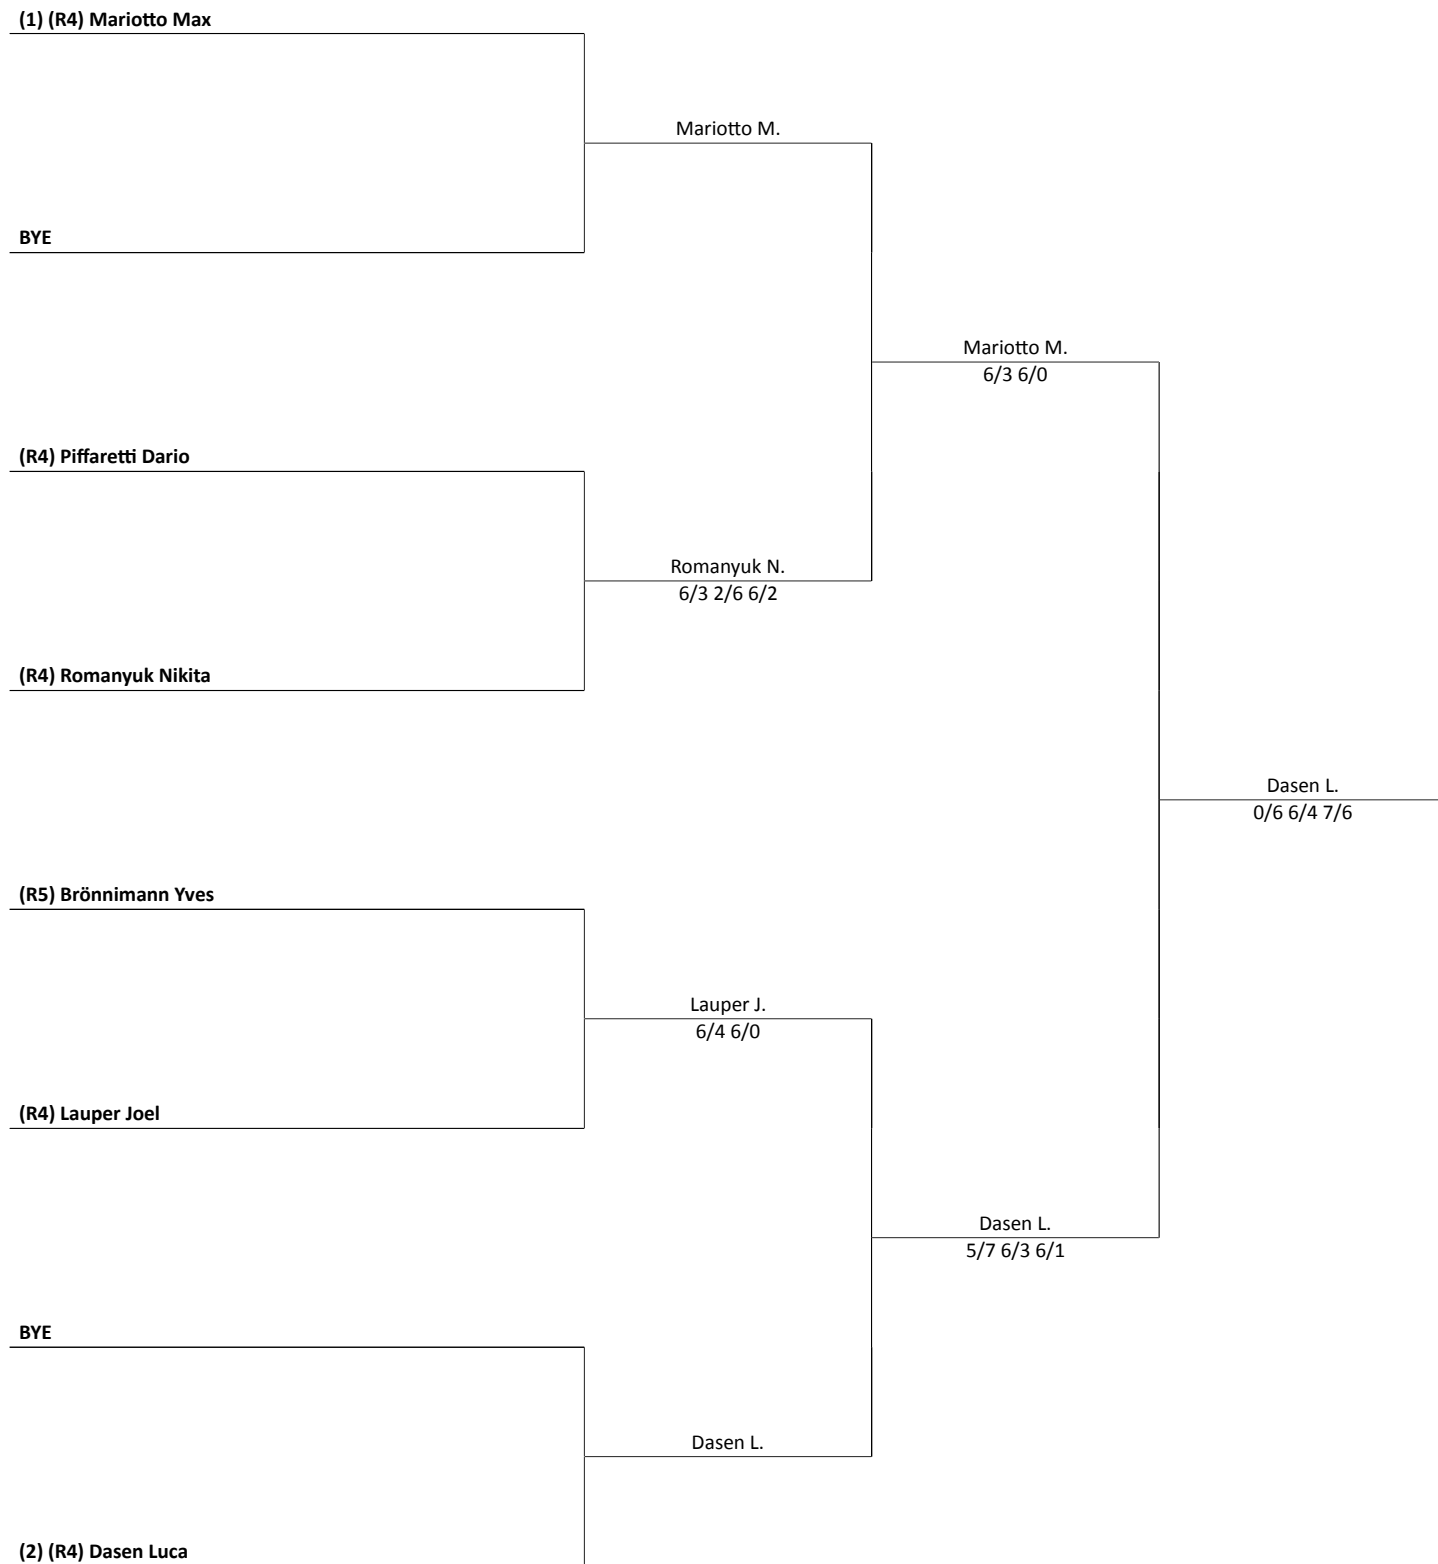 (1) (R4) Mariotto Max
Mariotto M.
BYE
Mariotto M.
6/3 6/0
(R4) Piffaretti Dario
Romanyuk N.
6/3 2/6 6/2
(R4) Romanyuk Nikita
Dasen L.
0/6 6/4 7/6
(R5) Brönnimann Yves
Lauper J.
6/4 6/0
(R4) Lauper Joel
Dasen L.
5/7 6/3 6/1
BYE
Dasen L.
(2) (R4) Dasen Luca